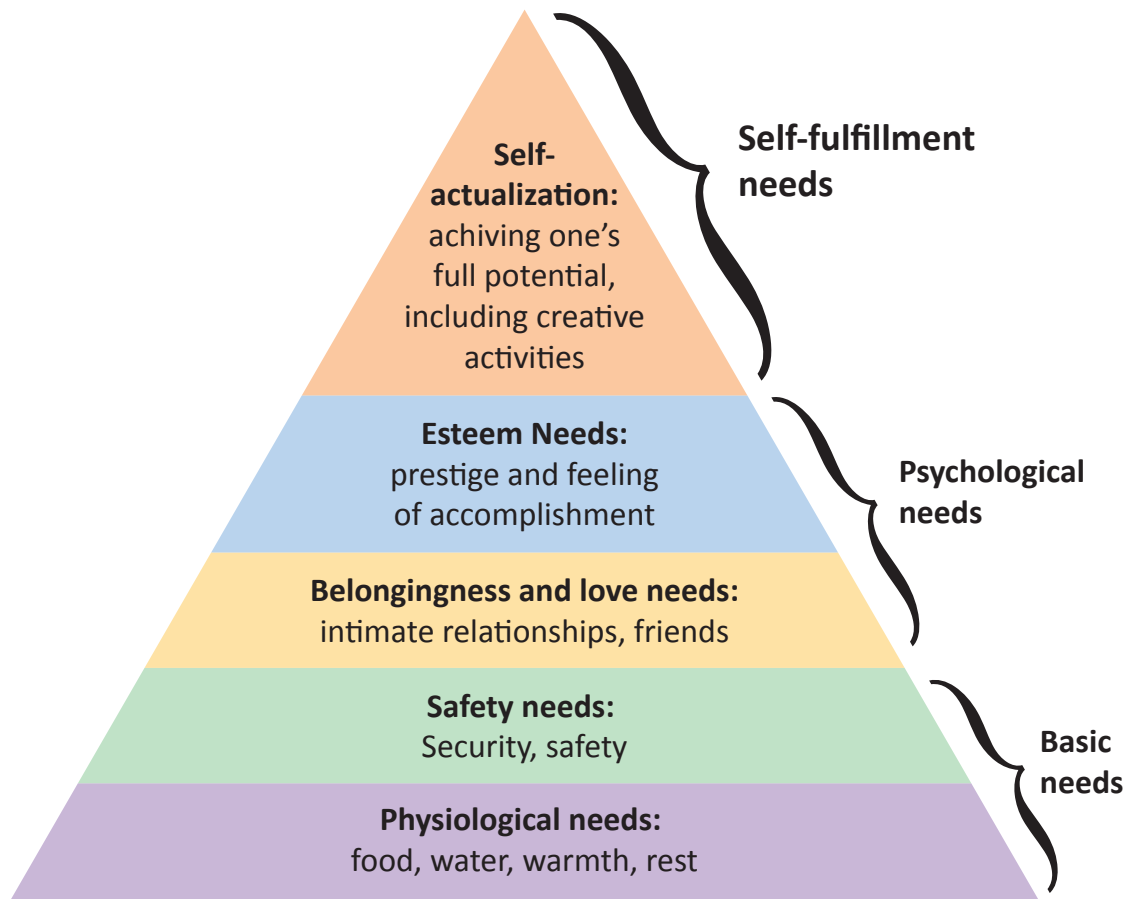 Self-
actualization:
achiving one’s
full potential,
including creative
activities
Self-fulfillment
needs
Esteem Needs:
prestige and feeling
of accomplishment
Psychological
needs
Belongingness and love needs:
intimate relationships, friends
Safety needs:
Security, safety
Basic
needs
Physiological needs:
food, water, warmth, rest